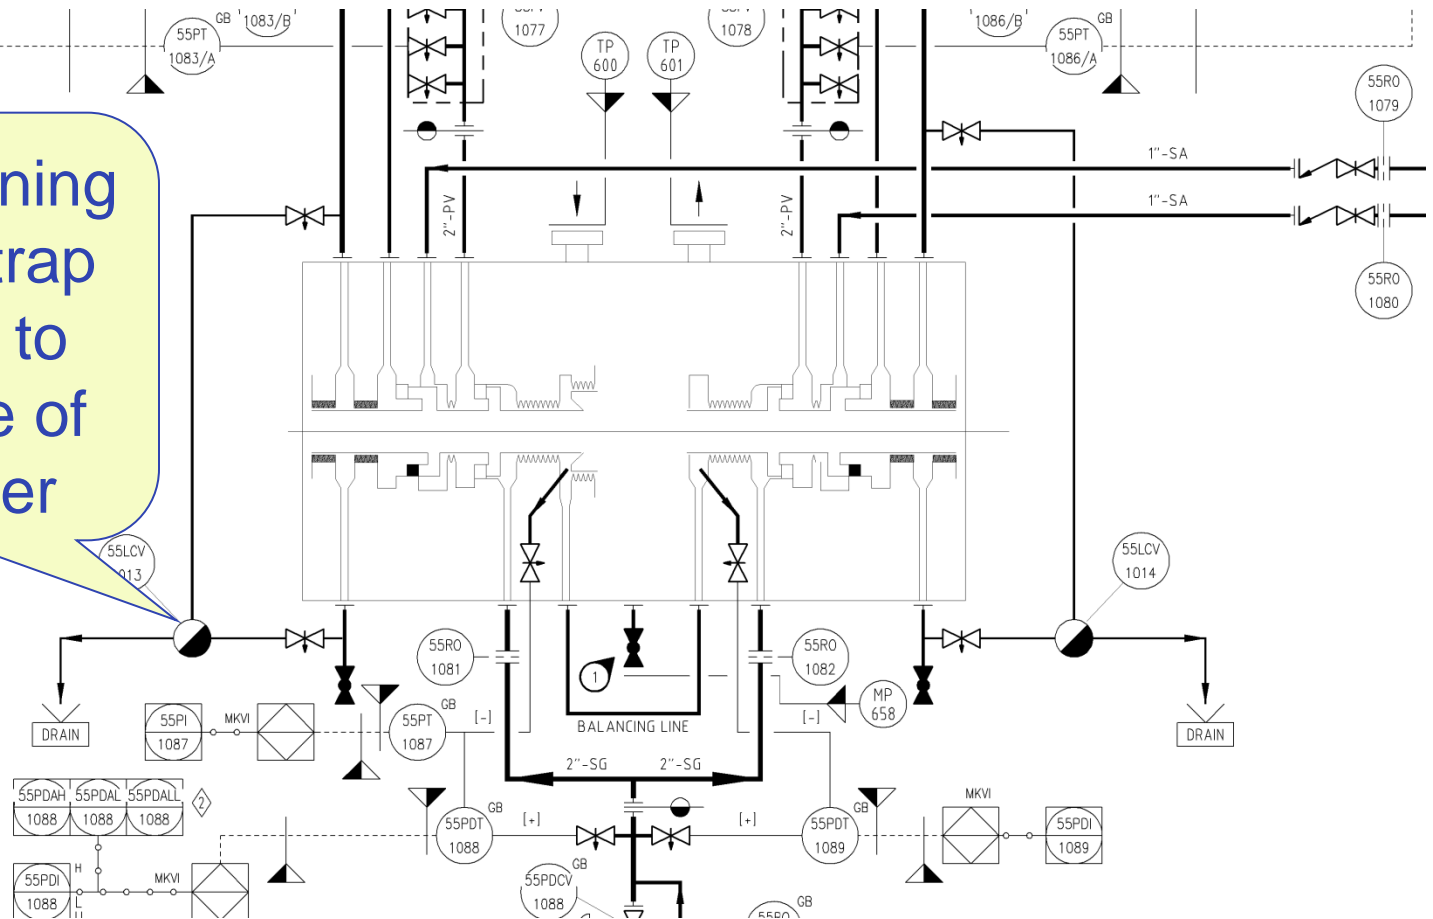 GB
1083/B
1077
1078
1086/B
GB
55PT
1083/A
TP
600
TP
601
55PT
1086/A
55RO
1079
1"-SA
ning
trap
to
e of
er
2"-PV
2"-PV
1"-SA
55RO
1080
55LCV
013
55LCV
1014
55RO
1081
55RO
1082
1
MP
658
DRAIN
55PI
1087
MKVI
55PT
1087
GB
[-]
BALANCING LINE
[-]
DRAIN
2"-SG
2"-SG
55PDAH
1088
55PDAL
1088
55PDALL
1088
2
GB
55PDT
1088
[+]
[+]
GB
55PDT
1089
MKVI
55PDI
1089
55PDI
1088
H
L
MKVI
GB
55PDCV
1088
GB